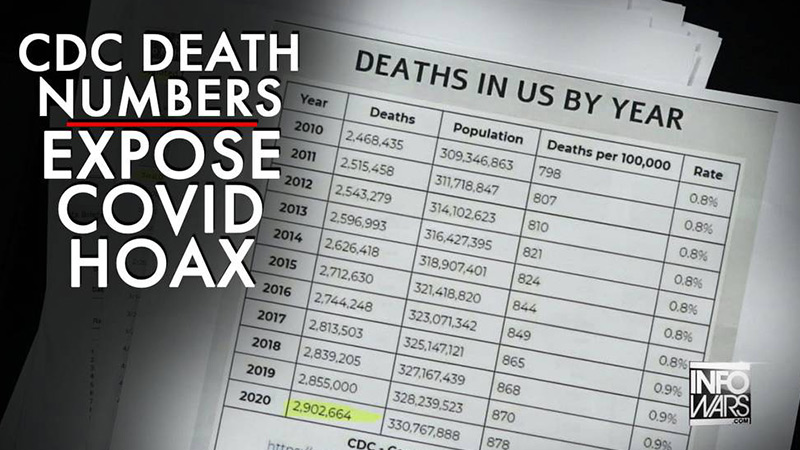 CDC DEATH
NUMBERS
EXPOSE
COVID
HOAX
DEATHS IN US BY YEAR
Year Deaths Population Deaths per 100,000 Rate
2010 2,468,435 309,346,863 798 0.8%
2011 2,515,458 311,718,847 807 0.8%
2012 2,543,279 314,102,623 810 0.8%
2013 2,596,993 316,427,395 821 0.8%
2014 2,626,418 318,907,401 824 0.8%
2015 2,712,630 321,418,820 844 0.8%
2016 2,744,248 323,071,342 849 0.8%
2017 2,813,503 325,147,121 865 0.9%
2018 2,839,205 327,167,439 868 0.9%
2019 2,855,000 328,239,523 870 0.9%
2020 2,902,664 330,767,888 878
CDC -
INFO
WARS
.COM